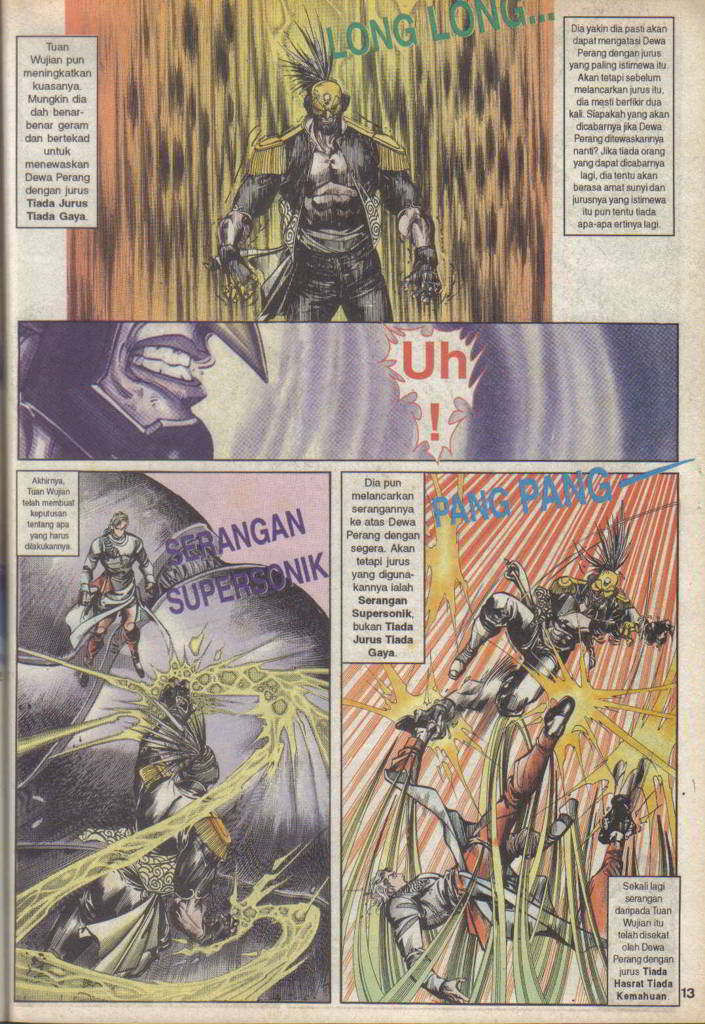 Tuan
Wujian pun
meningkatkan
kuasanya.
Mungkin dia
dah benar-
benar geram
dan bertekad
untuk
menewaskan
Dewa Perang
dengan jurus
Tiada Jurus
Tiada Gaya.
LONG LONG...
Dia yakin dia pasti akan
dapat mengatasi Dewa
Perang dengan jurus
yang paling istimewa itu.
Akan tetapi sebelum
melancarkan jurus itu,
dia mesti berfikir dua
kali. Siapakah yang akan
dicabarnya jika Dewa
Perang ditewaskannya
nanti? Jika tiada orang
yang dapat dicabarnya
lagi, dia tentu akan
berasa amat sunyi dan
jurusnya yang istimewa
itu pun tentu tiada
apa-apa ertinya lagi.
Uh
!
Akhirnya,
Tuan Wujian
telah membuat
keputusan
tentang apa
yang harus
dilakukannya.
SERANGAN
SUPERSONIK
Dia pun
melancarkan
serangannya
ke atas Dewa
Perang dengan
segera. Akan
tetapi jurus
yang diguna-
kannya ialah
Serangan
Supersonik,
bukan Tiada
Jurus Tiada
Gaya.
PANG PANG
Sekali lagi
serangan
daripada Tuan
Wujian itu
telah disekat
oleh Dewa
Perang dengan
jurus Tiada
Hasrat Tiada
Kemahuan.
13